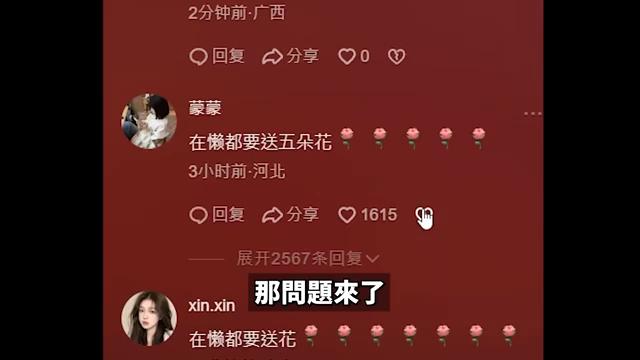 2分钟前·广西
回复 分享 0
蒙蒙
在懒都要送五朵花🌹🌹🌹🌹🌹
3小时前·河北
回复 分享 1615
展开2567条回复
那問題來了
xin.xin
在懒都要送花🌹🌹🌹🌹🌹🌹🌹